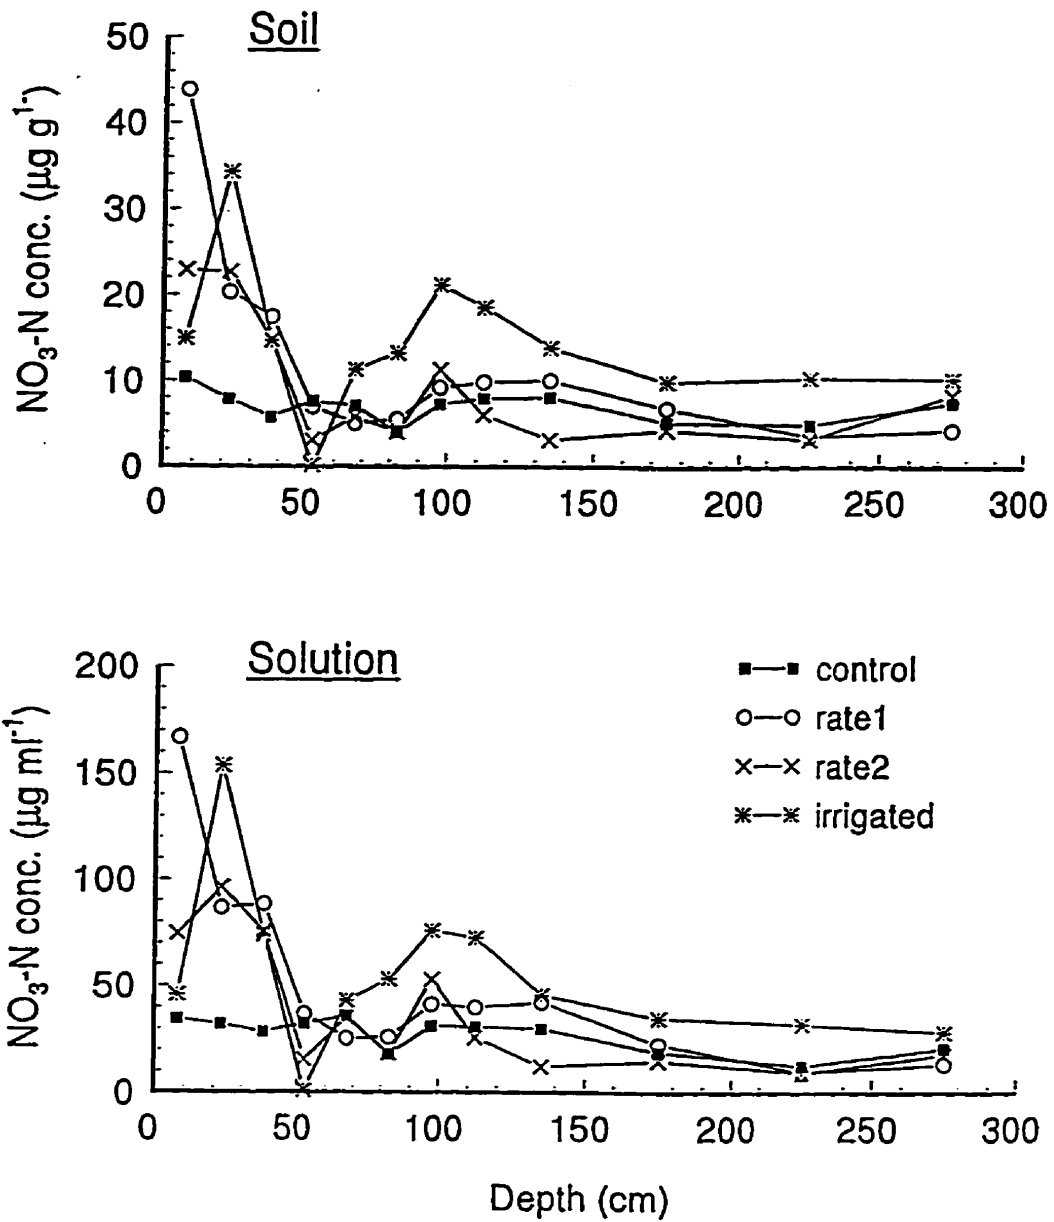 Soil
NO₃-N conc. (µg g¹⁻)
50
40
30
20
10
0
0 50 100 150 200 250 300
Solution
NO₃-N conc. (µg ml⁻¹)
200
150
100
50
0
control
rate1
rate2
irrigated
0 50 100 150 200 250 300
Depth (cm)